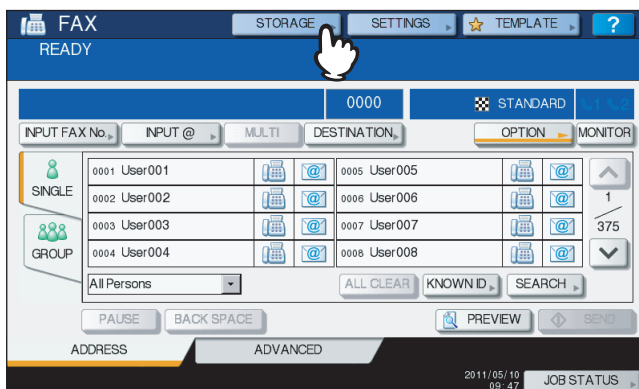 FAX STORAGE SETTINGS TEMPLATE ?
READY
0000 STANDARD L1 L2
INPUT FAX No. INPUT @ MULTI DESTINATION OPTION MONITOR
SINGLE
GROUP
0001 User001 0005 User005
0002 User002 0006 User006
0003 User003 0007 User007
0004 User004 0008 User008
1
375
All Persons ALL CLEAR KNOWN ID SEARCH
PAUSE BACK SPACE PREVIEW SEND
ADDRESS ADVANCED
2011/05/10
09:47 JOB STATUS